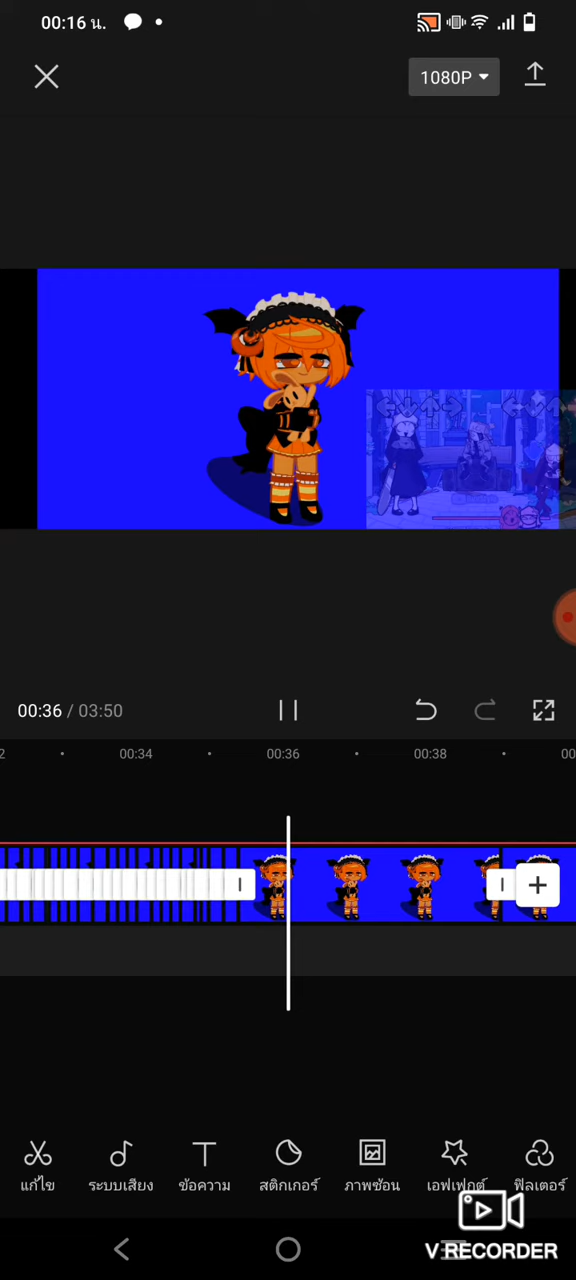 00:16 น.
1080P
00:36 / 03:50
2 00:34 00:36 00:38 00
แก้ไข ระบบเสียง ข้อความ สติกเกอร์ ภาพซ้อน เอฟเฟกต์ ฟิลเตอร์
V RECORDER